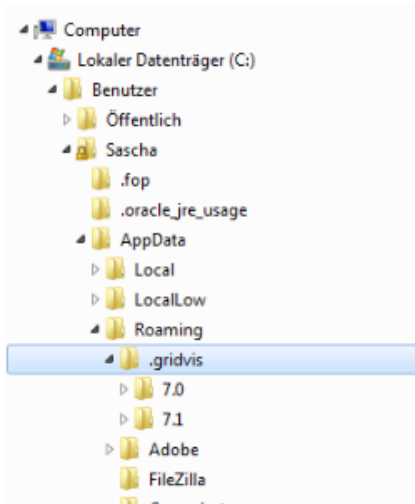 Computer
Lokaler Datenträger (C:)
Benutzer
Öffentlich
Sascha
.fop
.oracle_jre_usage
AppData
Local
LocalLow
Roaming
.gridvis
7.0
7.1
Adobe
FileZilla